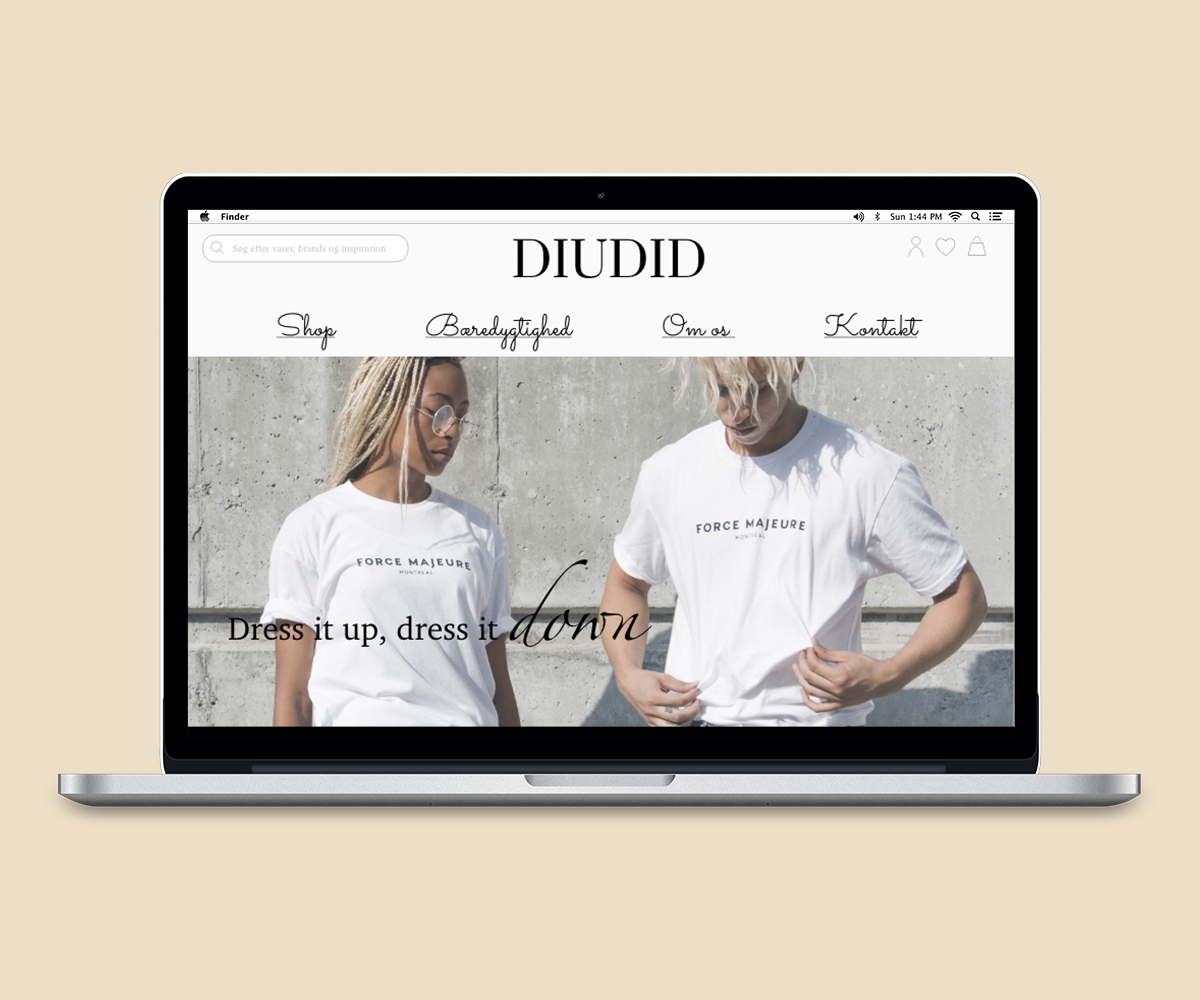 Finder
Sun 1:44 PM
Søg efter varer, brands og inspiration
DIUDID
Shop Bæredygtighed Om os Kontakt
FORCE MAJEURE
MONTREAL
FORCE MAJEURE
MONTREAL
Dress it up, dress it down